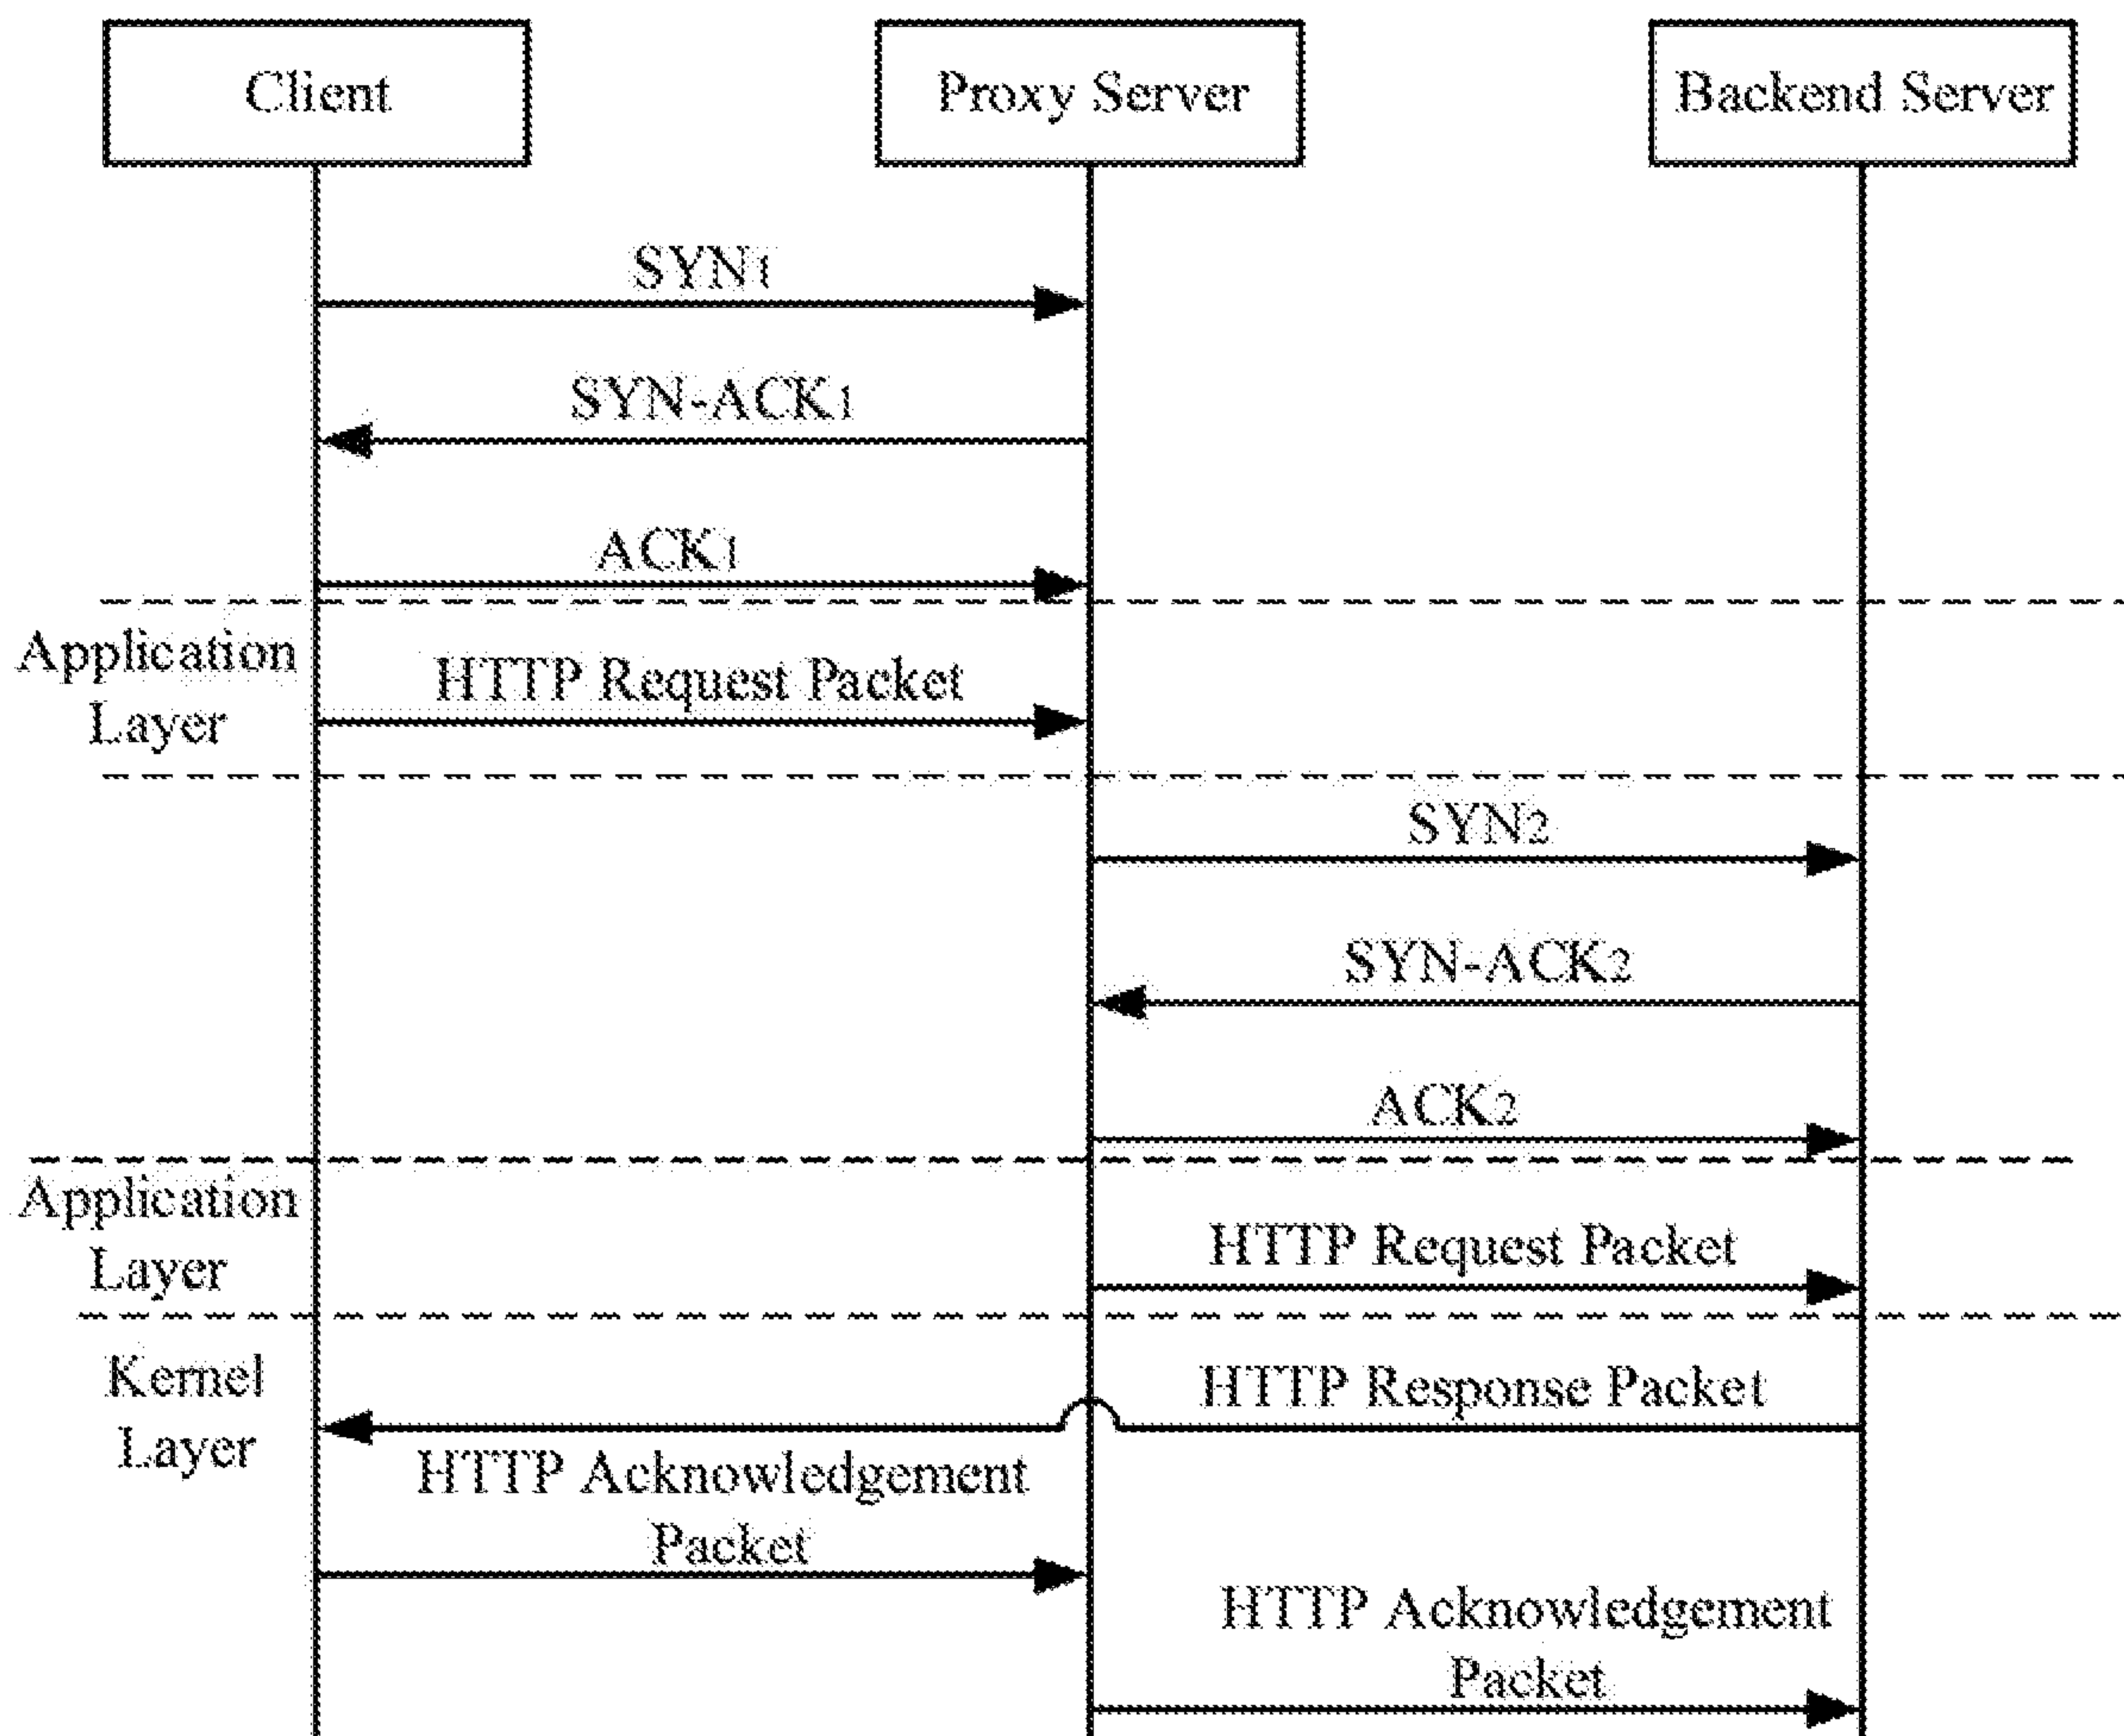 Client
Proxy Server
Backend Server
SYN1
SYN-ACK1
ACK1
Application
Layer
HTTP Request Packet
SYN2
SYN-ACK2
ACK2
Application
Layer
HTTP Request Packet
Kernel
Layer
HTTP Response Packet
HTTP Acknowledgement
Packet
HTTP Acknowledgement
Packet